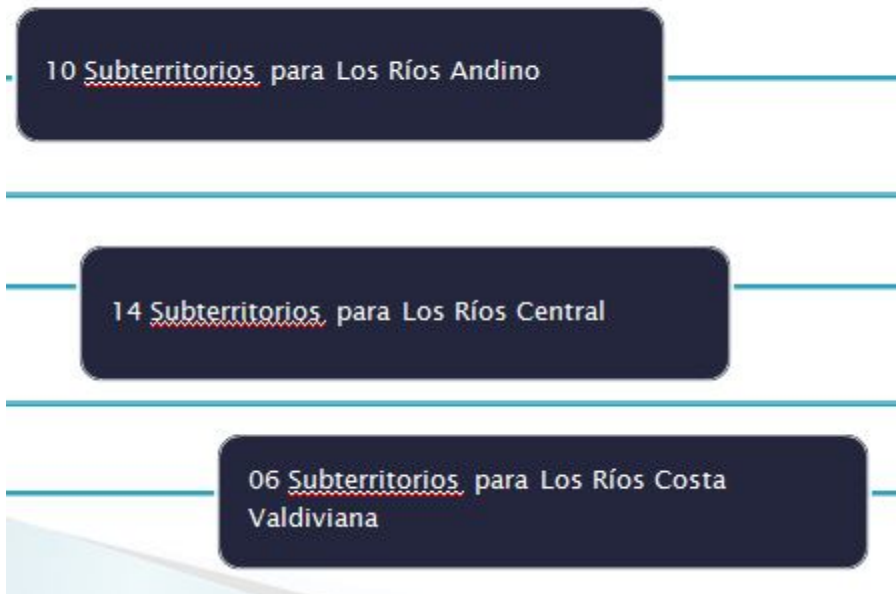 10 Subterritorios para Los Ríos Andino
14 Subterritorios para Los Ríos Central
06 Subterritorios para Los Ríos Costa
Valdiviana